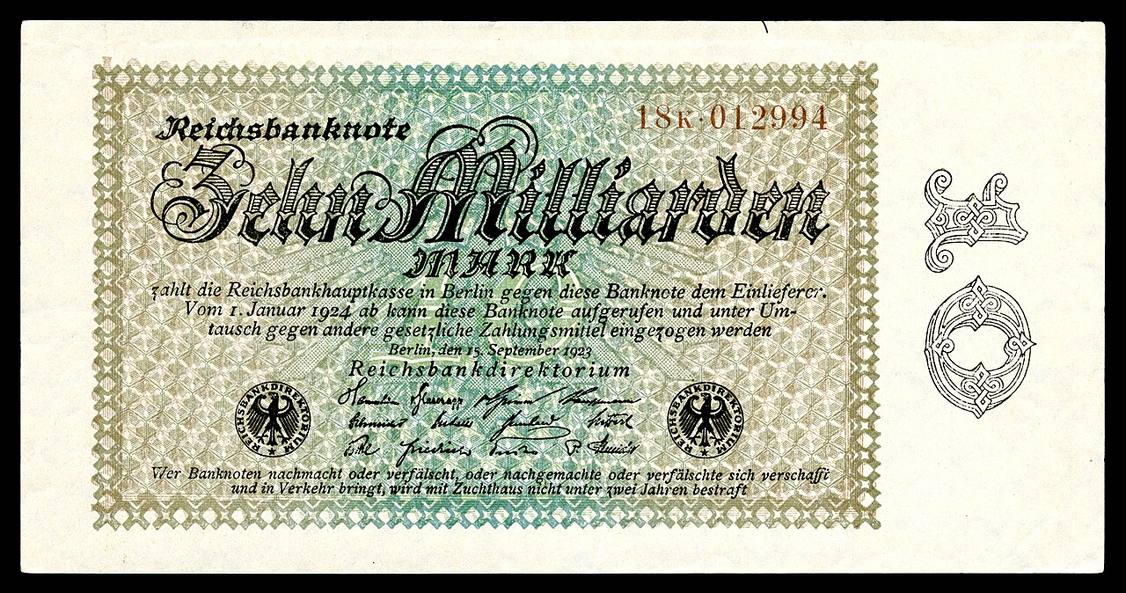 18K·012994
Reichsbanknote
Zehn Milliarden
MARK
zahlt die Reichsbankhauptkasse in Berlin gegen diese Banknote dem Einlieferer.
Vom 1. Januar 1924 ab kann diese Banknote aufgerufen und unter Um-
tausch gegen andere gesetzliche Zahlungsmittel eingezogen werden
Berlin, den 15. September 1923
Reichsbankdirektorium
REICHSBANKDIREKTORIUM
REICHSBANKDIREKTORIUM
Wer Banknoten nachmacht oder verfälscht, oder nachgemachte oder verfälschte sich verschafft
und in Verkehr bringt, wird mit Zuchthaus nicht unter zwei Jahren bestraft
10